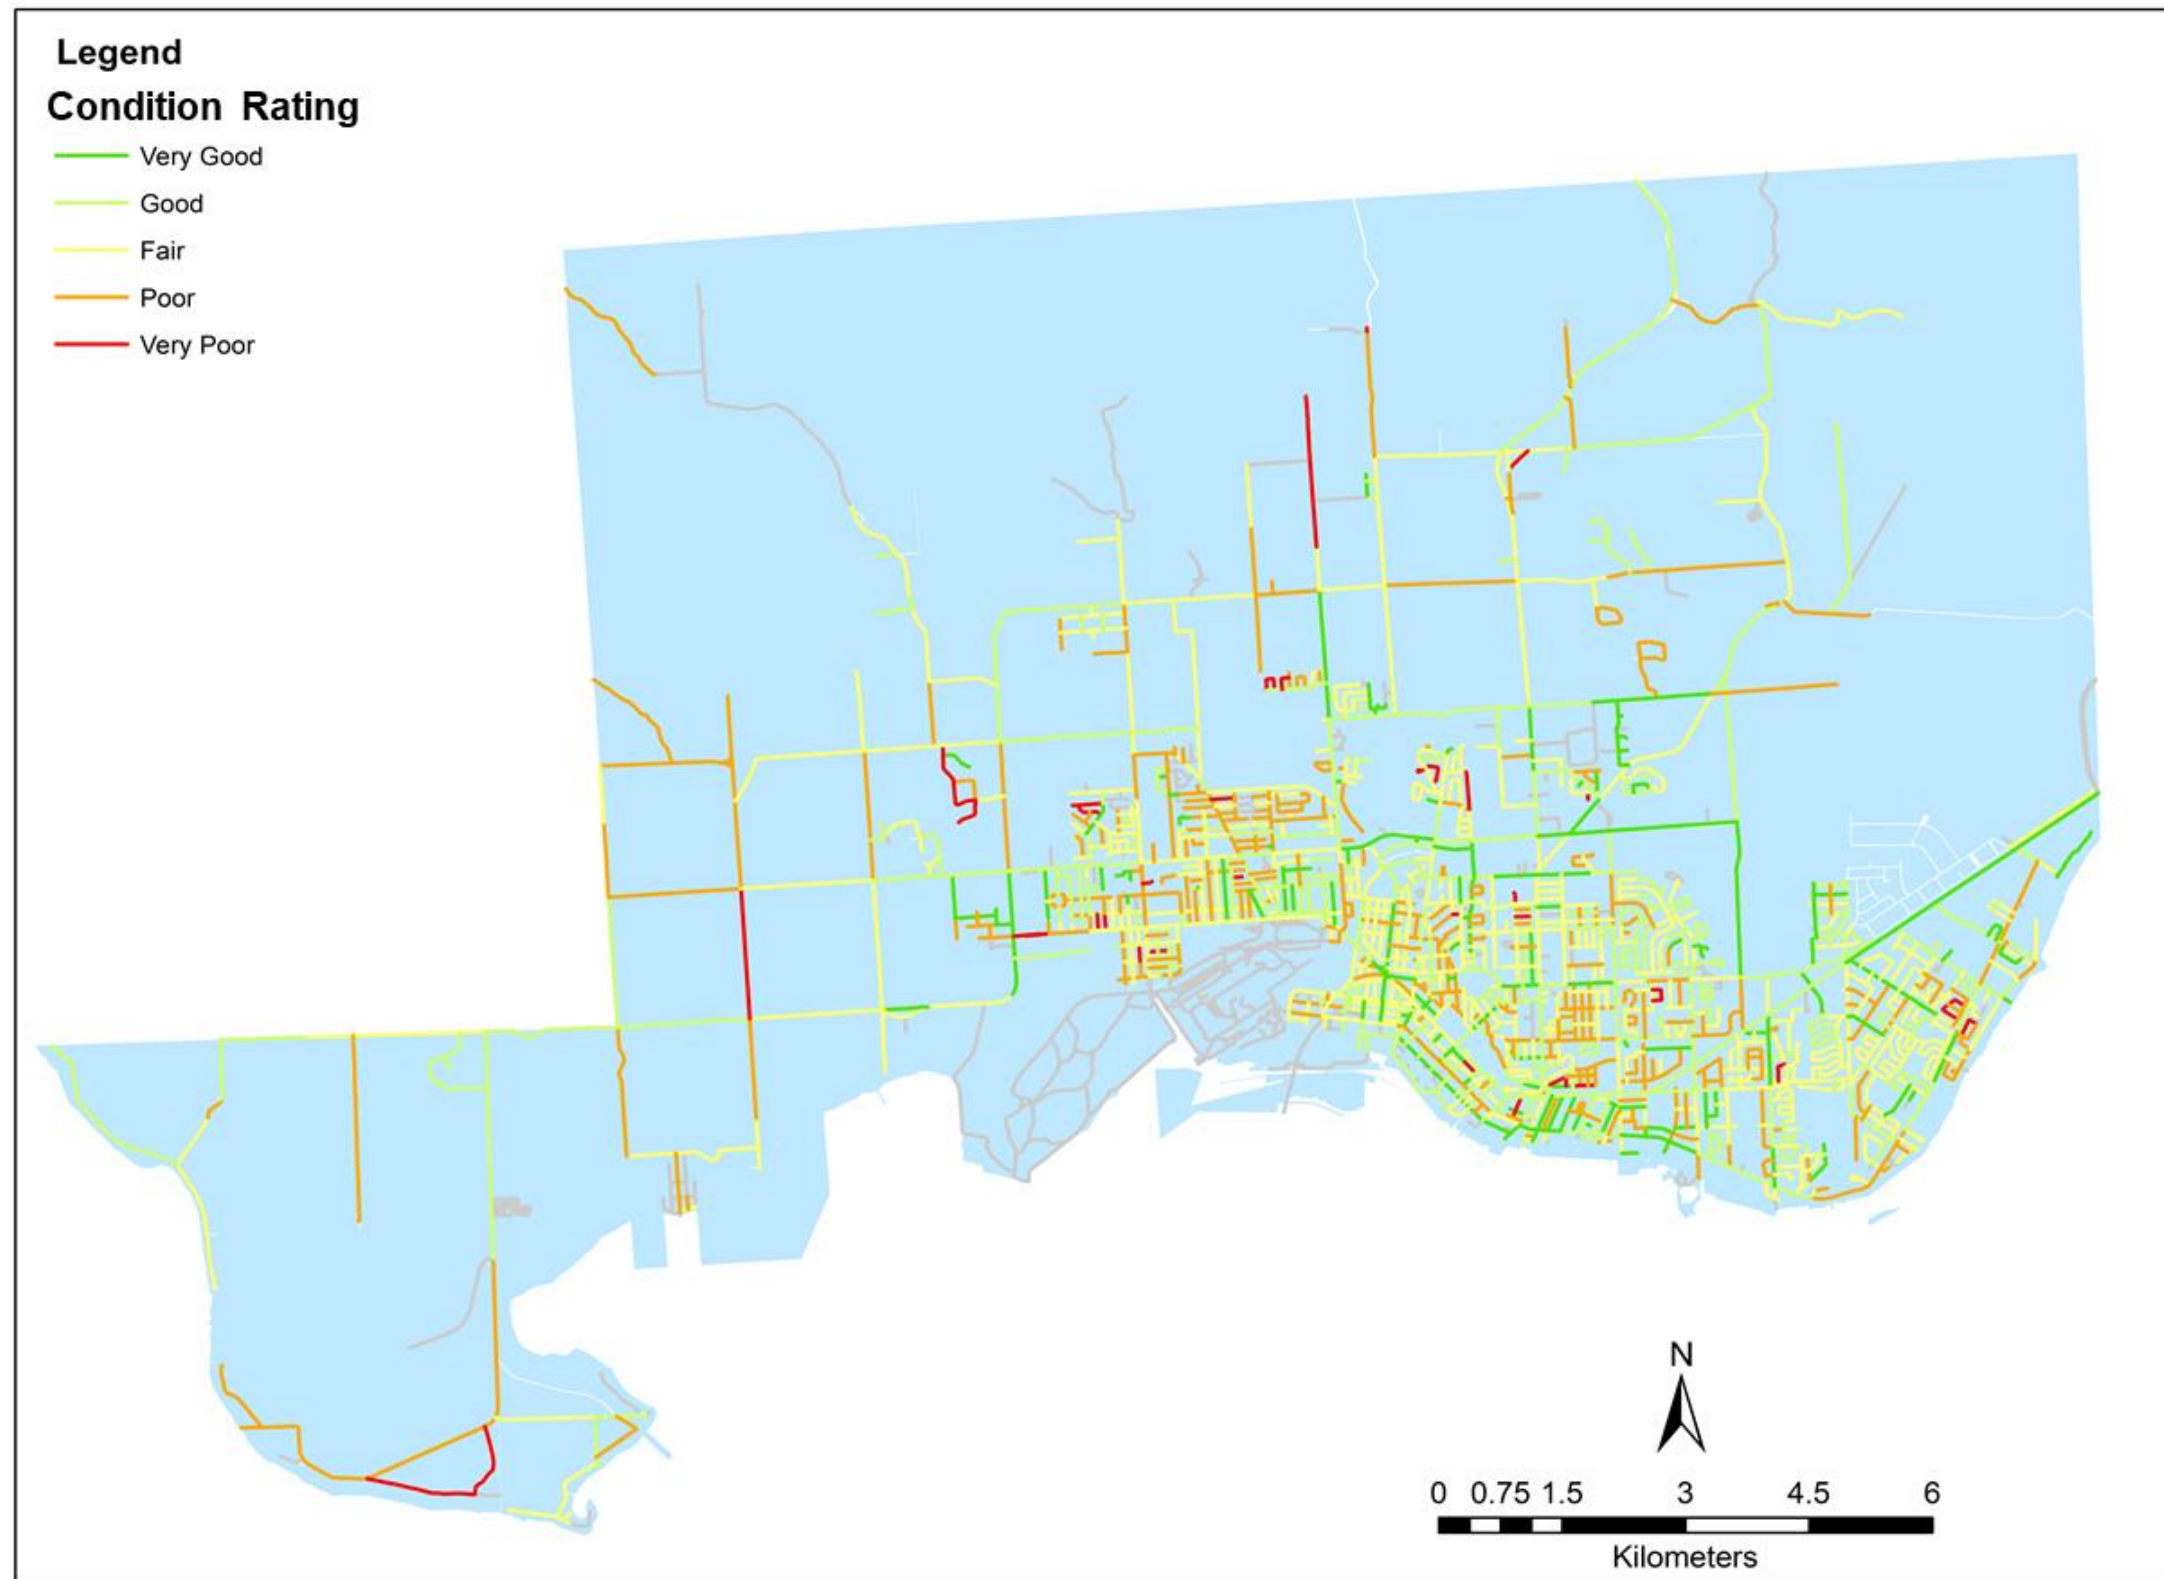 Legend
Condition Rating
Very Good
Good
Fair
Poor
Very Poor
N
0 0.75 1.5 3 4.5 6
Kilometers